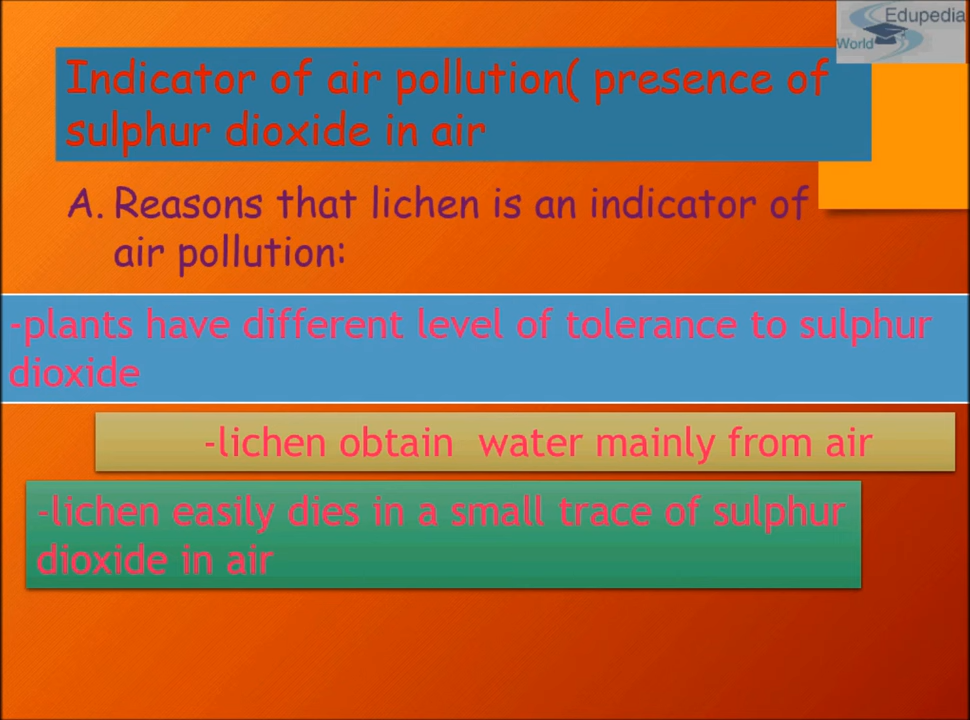 Edupedia
World
Indicator of air pollution( presence of
sulphur dioxide in air
A. Reasons that lichen is an indicator of
air pollution:
-plants have different level of tolerance to sulphur
dioxide
-lichen obtain  water mainly from air
-lichen easily dies in a small trace of sulphur
dioxide in air